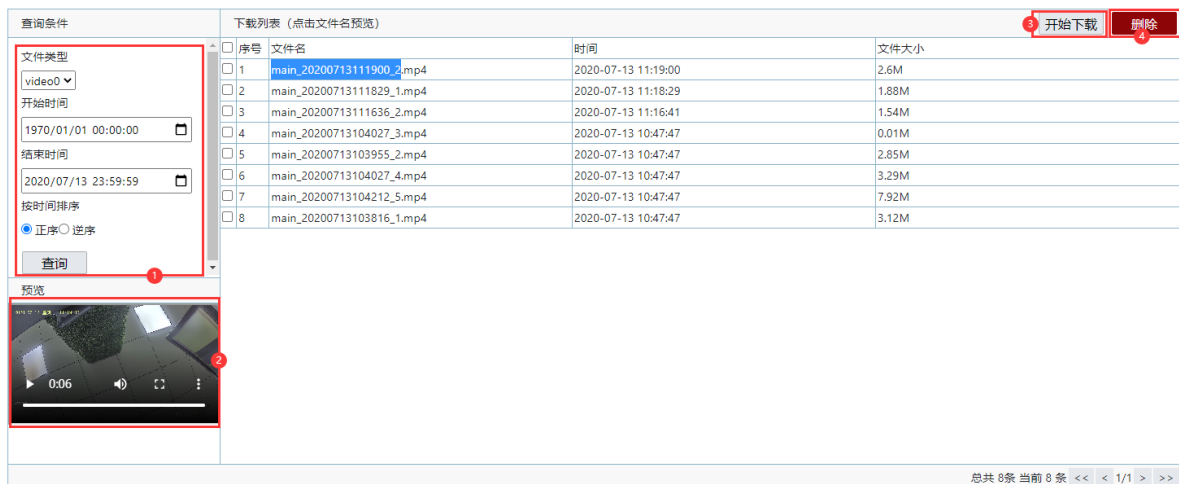 查询条件
下载列表（点击文件名预览）
3 开始下载 删除
4
文件类型
video0
开始时间
1970/01/01 00:00:00
结束时间
2020/07/13 23:59:59
按时间排序
正序 逆序
查询
1
预览
0:06
2
序号 文件名 时间 文件大小
1 main_20200713111900_2.mp4 2020-07-13 11:19:00 2.6M
2 main_20200713111829_1.mp4 2020-07-13 11:18:29 1.88M
3 main_20200713111636_2.mp4 2020-07-13 11:16:41 1.54M
4 main_20200713104027_3.mp4 2020-07-13 10:47:47 0.01M
5 main_20200713103955_2.mp4 2020-07-13 10:47:47 2.85M
6 main_20200713104027_4.mp4 2020-07-13 10:47:47 3.29M
7 main_20200713104212_5.mp4 2020-07-13 10:47:47 7.92M
8 main_20200713103816_1.mp4 2020-07-13 10:47:47 3.12M
总共 8条 当前 8 条 << < 1/1 > >>